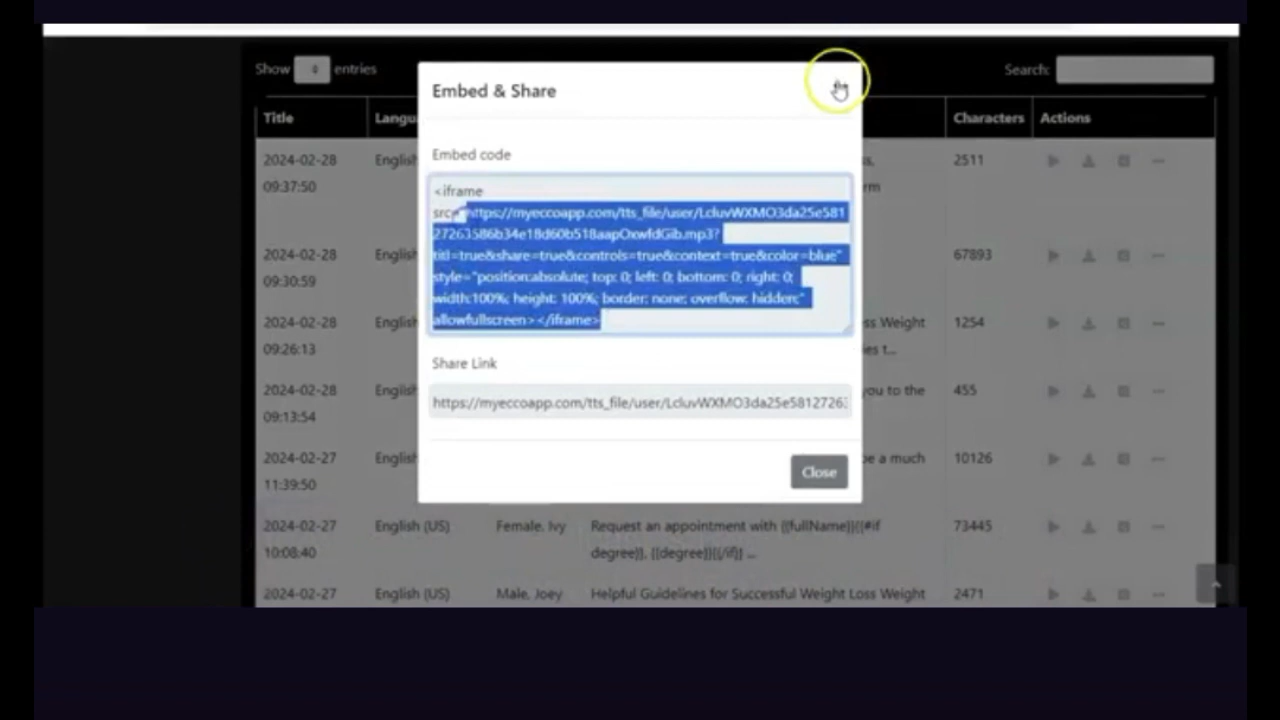 Show entries Search:
Embed & Share
Title Langu Characters Actions
Embed code
2024-02-28 English 2511
09:37:50
<iframe
src="https://myeccoapp.com/tts_file/user/LcluvWXMO3da25e581
27263586b34e18d60b518aapOxwfdGib.mp3?
titl=true&share=true&controls=true&context=true&color=blue"
style="position:absolute; top: 0; left: 0; bottom: 0; right: 0;
width:100%; height: 100%; border: none; overflow: hidden;"
allowfullscreen></iframe>
2024-02-28 English 67893
09:30:59
2024-02-28 English Weight 1254
09:26:13
Share Link
https://myeccoapp.com/tts_file/user/LcluvWXMO3da25e5812726
2024-02-28 English you to the 455
09:13:54
2024-02-27 English be a much 10126
11:39:50
Close
2024-02-27 English (US) Female, Ivy Request an appointment with {{fullName}}{{#if 73445
10:08:40 degree}}, {{degree}}{{/if}} ...
2024-02-27 English (US) Male, Joey Helpful Guidelines for Successful Weight Loss Weight 2471